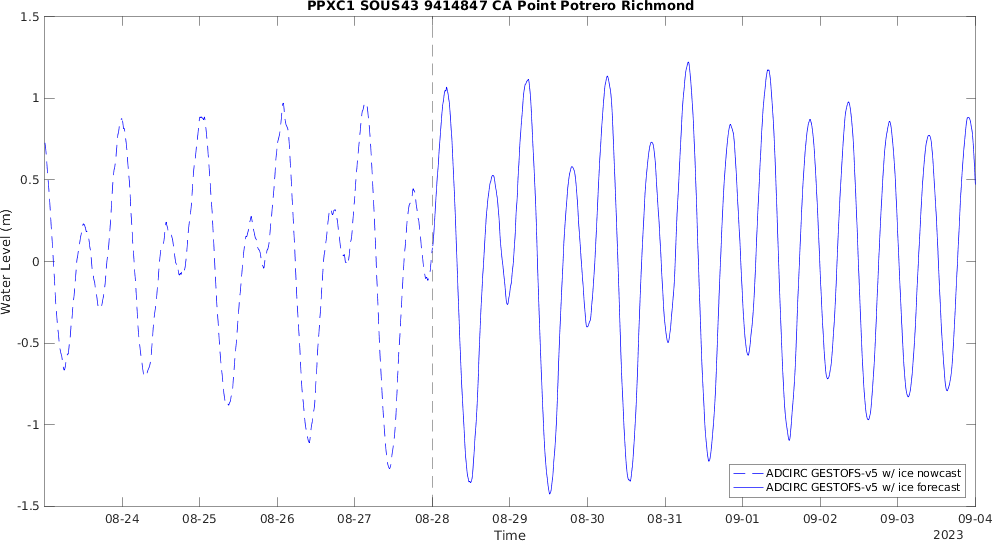 PPXC1 SOUS43 9414847 CA Point Potrero Richmond
1.5
1
0.5
0
-0.5
-1
-1.5
Water Level (m)
ADCIRC GESTOFS-v5 w/ ice nowcast
ADCIRC GESTOFS-v5 w/ ice forecast
08-24 08-25 08-26 08-27 08-28 08-29 08-30 08-31 09-01 09-02 09-03 09-04
Time
2023